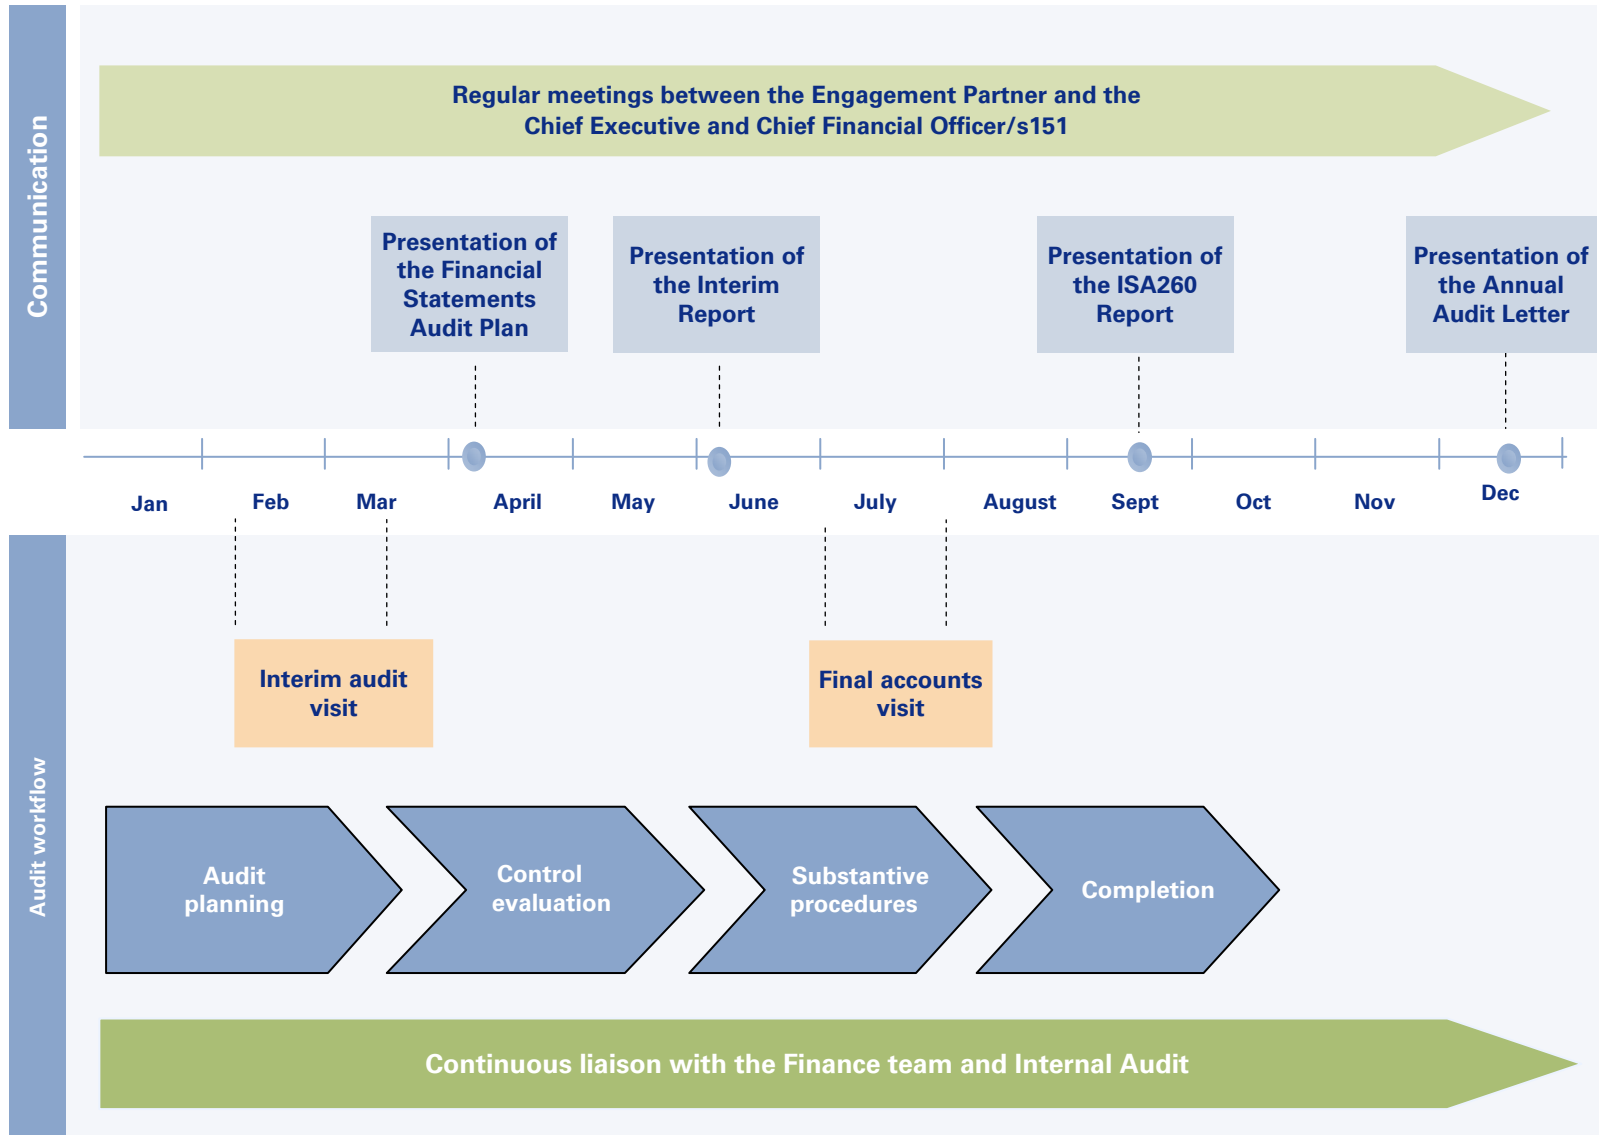 Communication
Regular meetings between the Engagement Partner and the
Chief Executive and Chief Financial Officer/s151
Presentation of
the Financial
Statements
Audit Plan
Presentation of
the Interim
Report
Presentation of
the ISA260
Report
Presentation of
the Annual
Audit Letter
Jan
Feb
Mar
April
May
June
July
August
Sept
Oct
Nov
Dec
Audit workflow
Interim audit
visit
Final accounts
visit
Audit
planning
Control
evaluation
Substantive
procedures
Completion
Continuous liaison with the Finance team and Internal Audit